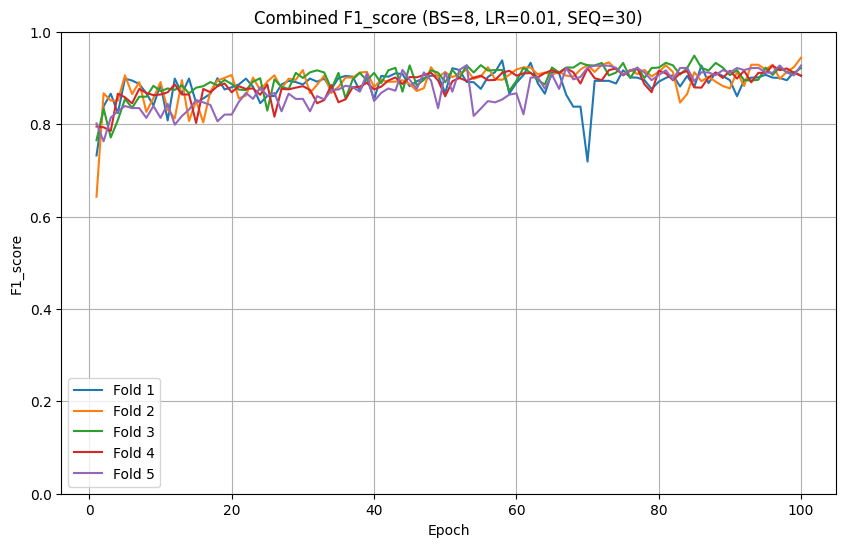 Combined F1_score (BS=8, LR=0.01, SEQ=30)
1.0
0.8
0.6
0.4
0.2
0.0
F1_score
Fold 1
Fold 2
Fold 3
Fold 4
Fold 5
0 20 40 60 80 100
Epoch